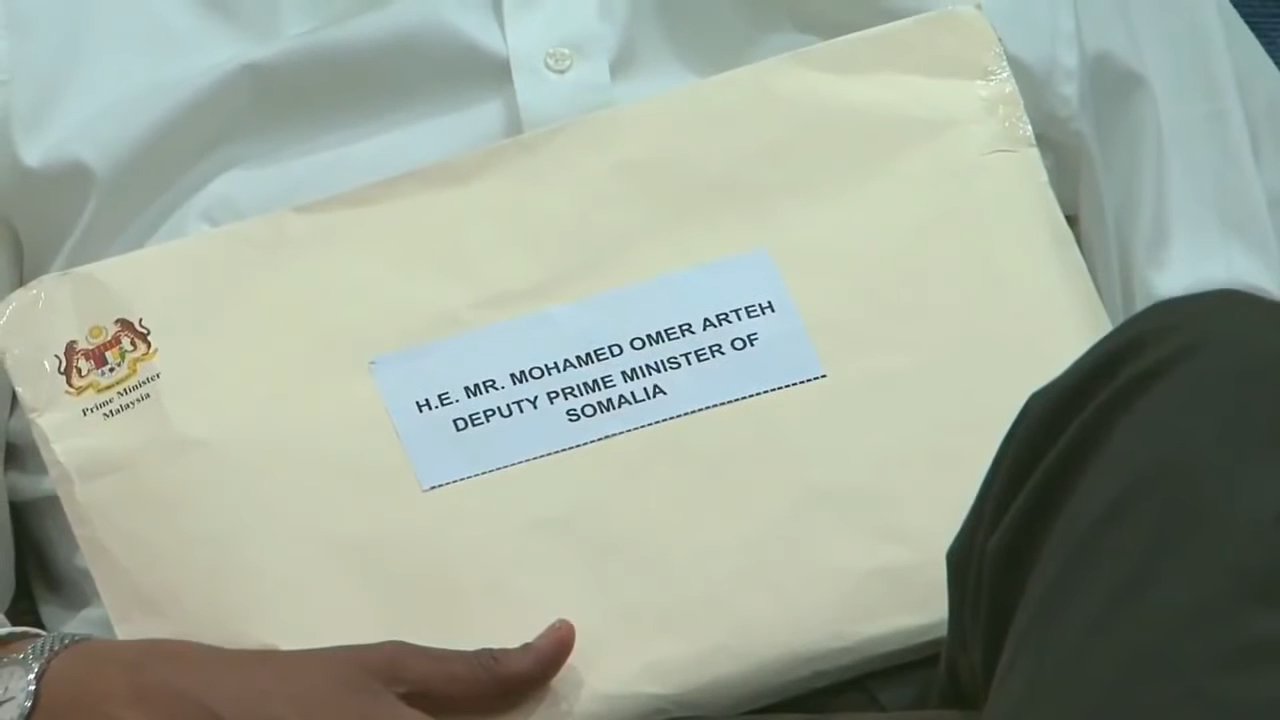 Prime Minister
Malaysia
H.E. MR. MOHAMED OMER ARTEH
DEPUTY PRIME MINISTER OF
SOMALIA